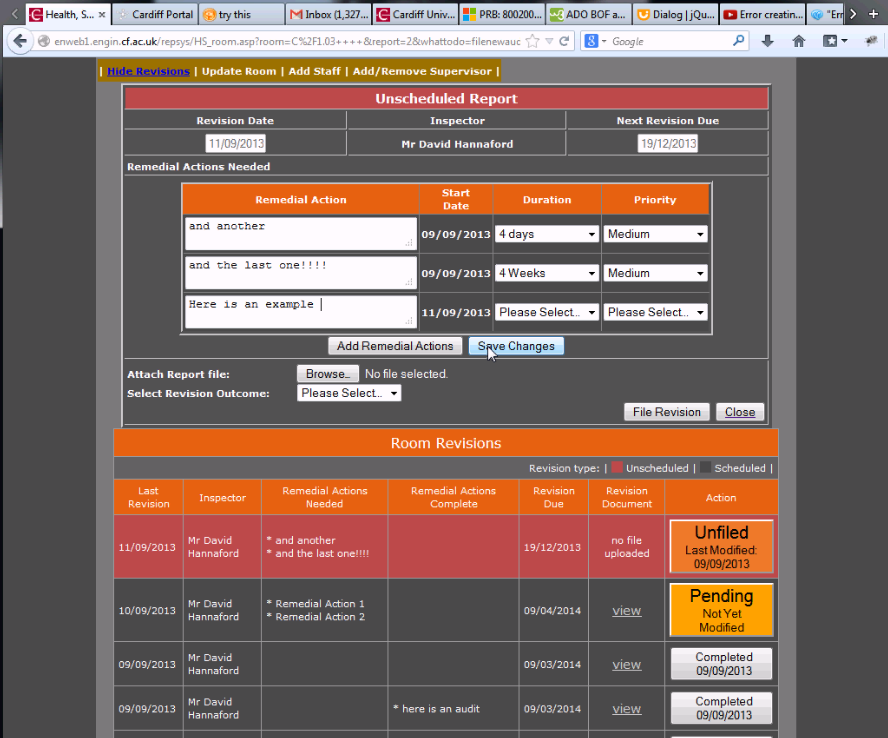 Health, S...
Cardiff Portal
try this
Inbox (1,327...
Cardiff Univ...
PRB: 800200...
ADO BOF a...
Dialog | jQu...
Error creatin...
"Err
enweb1.engin.cf.ac.uk/repsys/HS_room.asp?room=C%2F1.03++++&report=2&whattodo=filenewauc
Google
| Hide Revisions | Update Room | Add Staff | Add/Remove Supervisor |
Unscheduled Report
Revision Date Inspector Next Revision Due
11/09/2013 Mr David Hannaford 19/12/2013
Remedial Actions Needed
Remedial Action Start Date Duration Priority
and another 09/09/2013 4 days Medium
and the last one!!!! 09/09/2013 4 Weeks Medium
Here is an example 11/09/2013 Please Select... Please Select...
Add Remedial Actions Save Changes
Attach Report file: Browse... No file selected.
Select Revision Outcome: Please Select...
File Revision Close
Room Revisions
Revision type: | Unscheduled | Scheduled |
Last Revision Inspector Remedial Actions Needed Remedial Actions Complete Revision Due Revision Document Action
11/09/2013 Mr David Hannaford * and another * and the last one!!!! 19/12/2013 no file uploaded Unfiled Last Modified: 09/09/2013
10/09/2013 Mr David Hannaford * Remedial Action 1 * Remedial Action 2 09/04/2014 view Pending Not Yet Modified
09/09/2013 Mr David Hannaford 09/03/2014 view Completed 09/09/2013
09/09/2013 Mr David Hannaford * here is an audit 09/03/2014 view Completed 09/09/2013